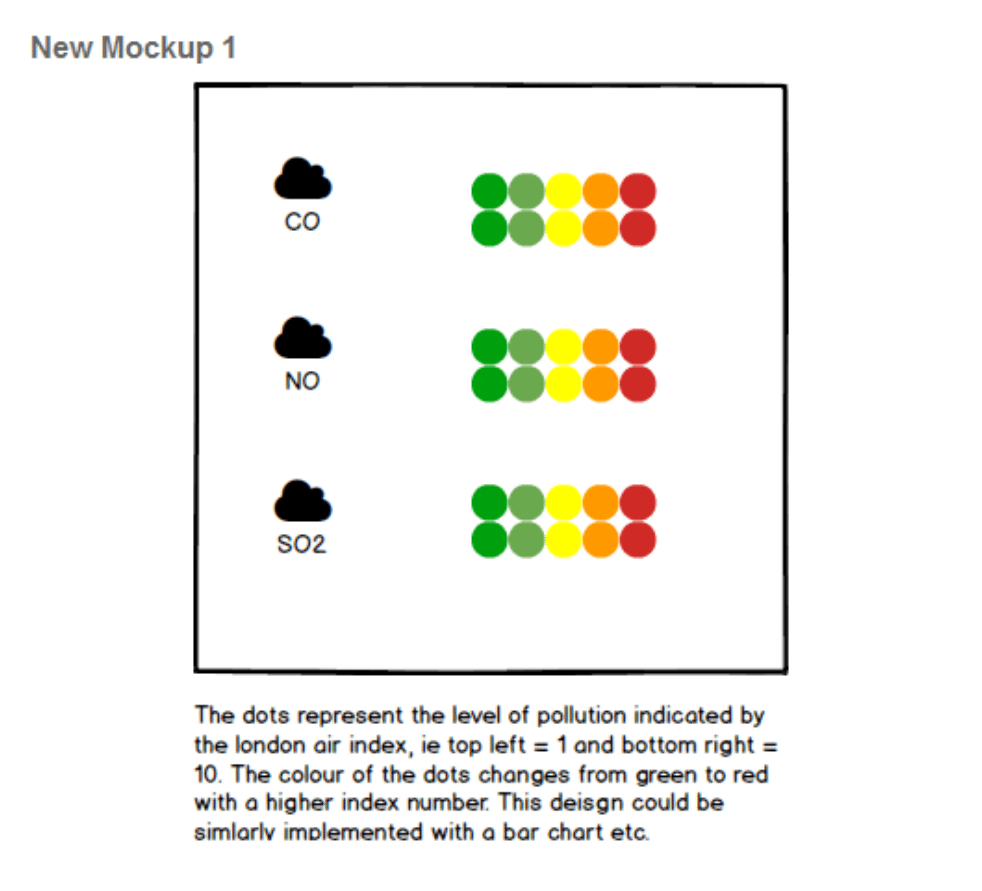 New Mockup 1
CO
NO
SO2
The dots represent the level of pollution indicated by
the london air index, ie top left = 1 and bottom right =
10. The colour of the dots changes from green to red
with a higher index number. This deisgn could be
simlarly implemented with a bar chart etc.